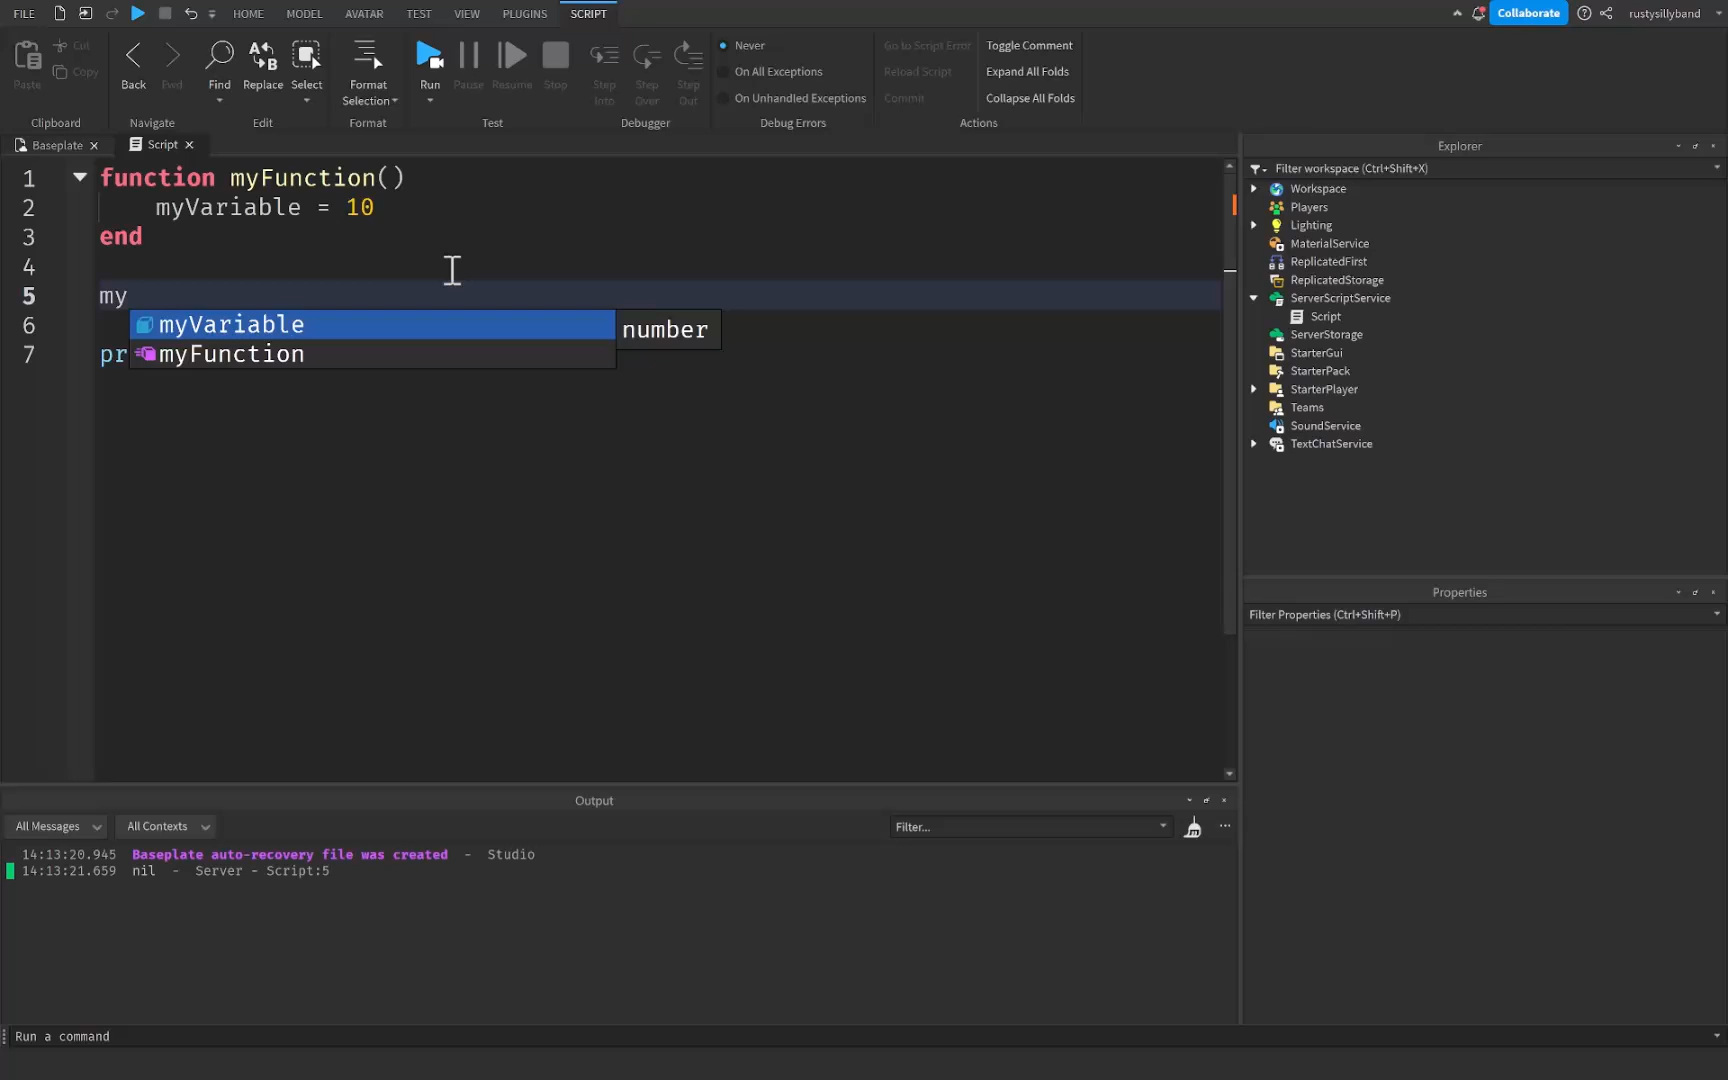 FILE HOME MODEL AVATAR TEST VIEW PLUGINS SCRIPT Collaborate rustysillyband
Paste Cut Copy Back Fwd Find Replace Select Format Selection Run Pause Resume Stop Step Into Step Over Step Out
Never
On All Exceptions
On Unhandled Exceptions
Go to Script Error
Reload Script
Commit
Toggle Comment
Expand All Folds
Collapse All Folds
Clipboard Navigate Edit Format Test Debugger Debug Errors Actions
Baseplate Script
1 function myFunction()
2 myVariable = 10
3 end
4
5 my
6 myVariable number
7 pr myFunction
Explorer
Filter workspace (Ctrl+Shift+X)
Workspace
Players
Lighting
MaterialService
ReplicatedFirst
ReplicatedStorage
ServerScriptService
Script
ServerStorage
StarterGui
StarterPack
StarterPlayer
Teams
SoundService
TextChatService
Properties
Filter Properties (Ctrl+Shift+P)
Output
All Messages All Contexts Filter...
14:13:20.945 Baseplate auto-recovery file was created - Studio
14:13:21.659 nil - Server - Script:5
Run a command